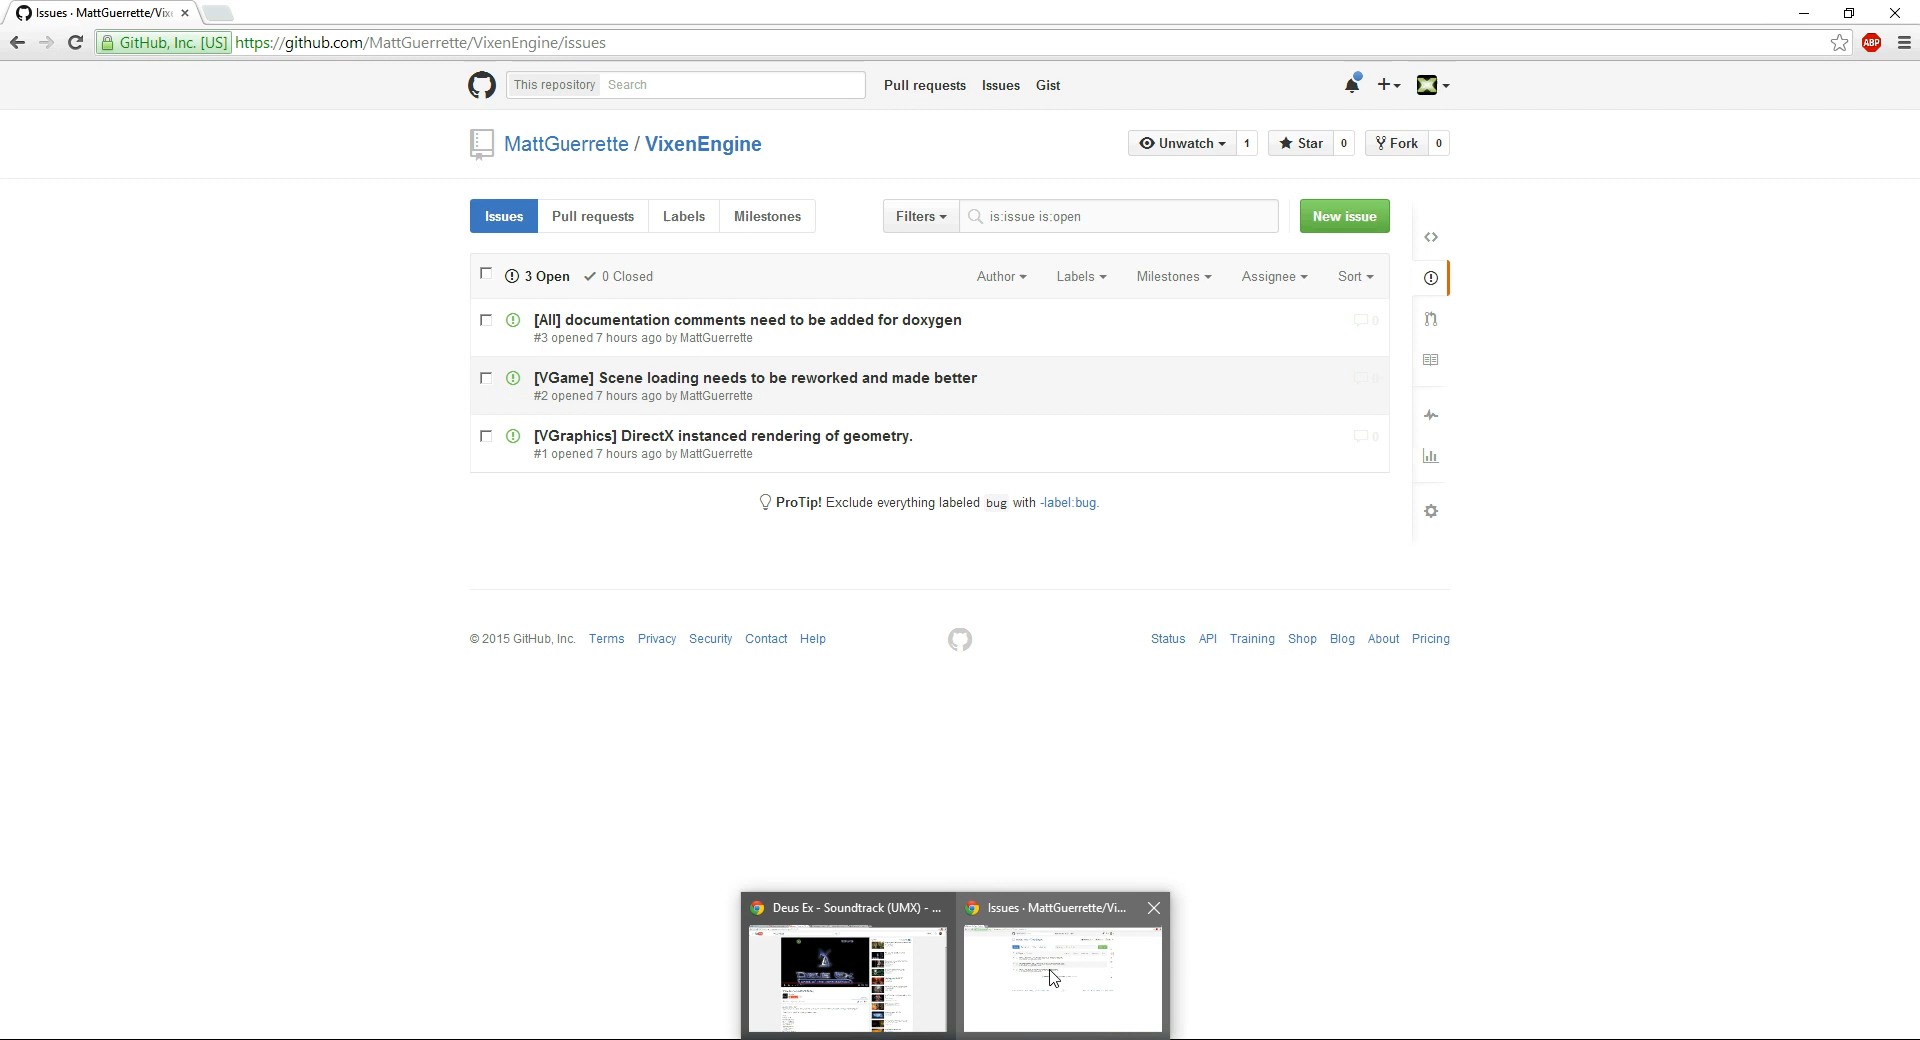 Issues · MattGuerrette/Vix
GitHub, Inc. [US] https://github.com/MattGuerrette/VixenEngine/issues
ABP
This repository Search Pull requests Issues Gist
MattGuerrette / VixenEngine Unwatch 1 Star 0 Fork 0
Issues Pull requests Labels Milestones Filters is:issue is:open New issue
3 Open 0 Closed Author Labels Milestones Assignee Sort
[All] documentation comments need to be added for doxygen 0
#3 opened 7 hours ago by MattGuerrette
[VGame] Scene loading needs to be reworked and made better 0
#2 opened 7 hours ago by MattGuerrette
[VGraphics] DirectX instanced rendering of geometry. 0
#1 opened 7 hours ago by MattGuerrette
ProTip! Exclude everything labeled bug with -label:bug.
© 2015 GitHub, Inc. Terms Privacy Security Contact Help Status API Training Shop Blog About Pricing
Deus Ex - Soundtrack (UMX) - ... Issues · MattGuerrette/Vi...
DEUS EX